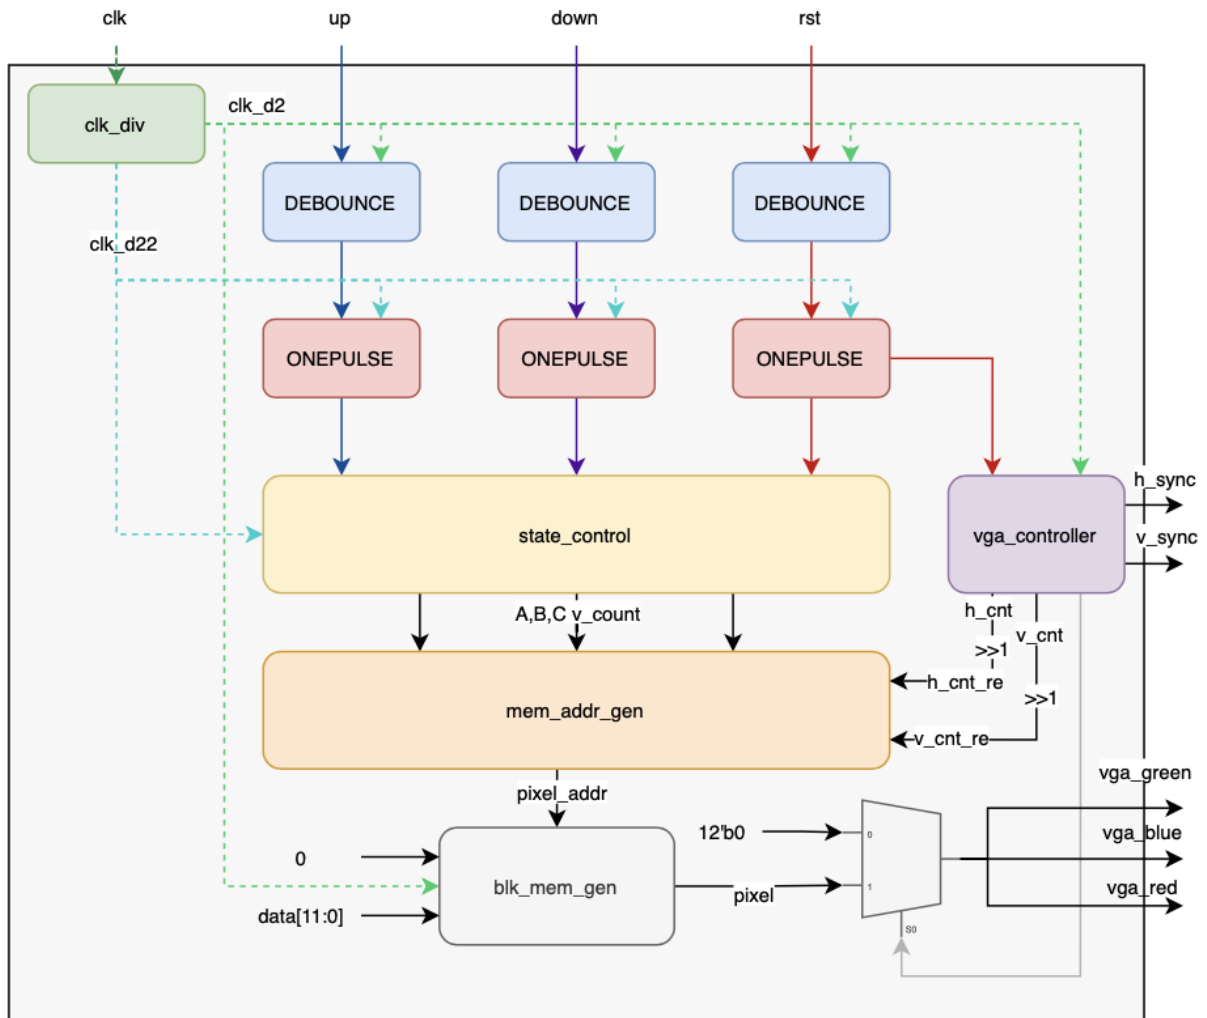 clk
up
down
rst
clk_div
clk_d2
DEBOUNCE
DEBOUNCE
DEBOUNCE
clk_d22
ONEPULSE
ONEPULSE
ONEPULSE
state_control
vga_controller
h_sync
v_sync
A,B,C v_count
h_cnt
v_cnt
>>1
h_cnt_re
>>1
mem_addr_gen
v_cnt_re
pixel_addr
vga_green
12'b0
0
vga_blue
0
blk_mem_gen
pixel
1
vga_red
data[11:0]
S0